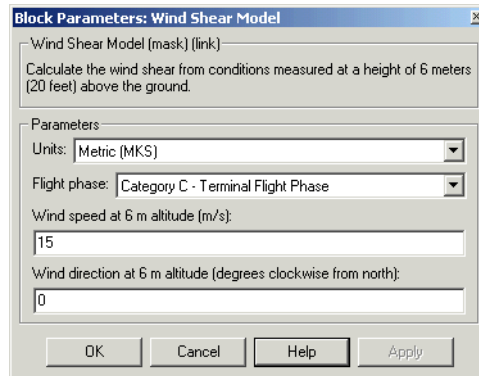 Block Parameters: Wind Shear Model
Wind Shear Model (mask) (link)
Calculate the wind shear from conditions measured at a height of 6 meters
(20 feet) above the ground.
Parameters
Units: Metric (MKS)
Flight phase: Category C - Terminal Flight Phase
Wind speed at 6 m altitude (m/s):
15
Wind direction at 6 m altitude (degrees clockwise from north):
0
OK Cancel Help Apply